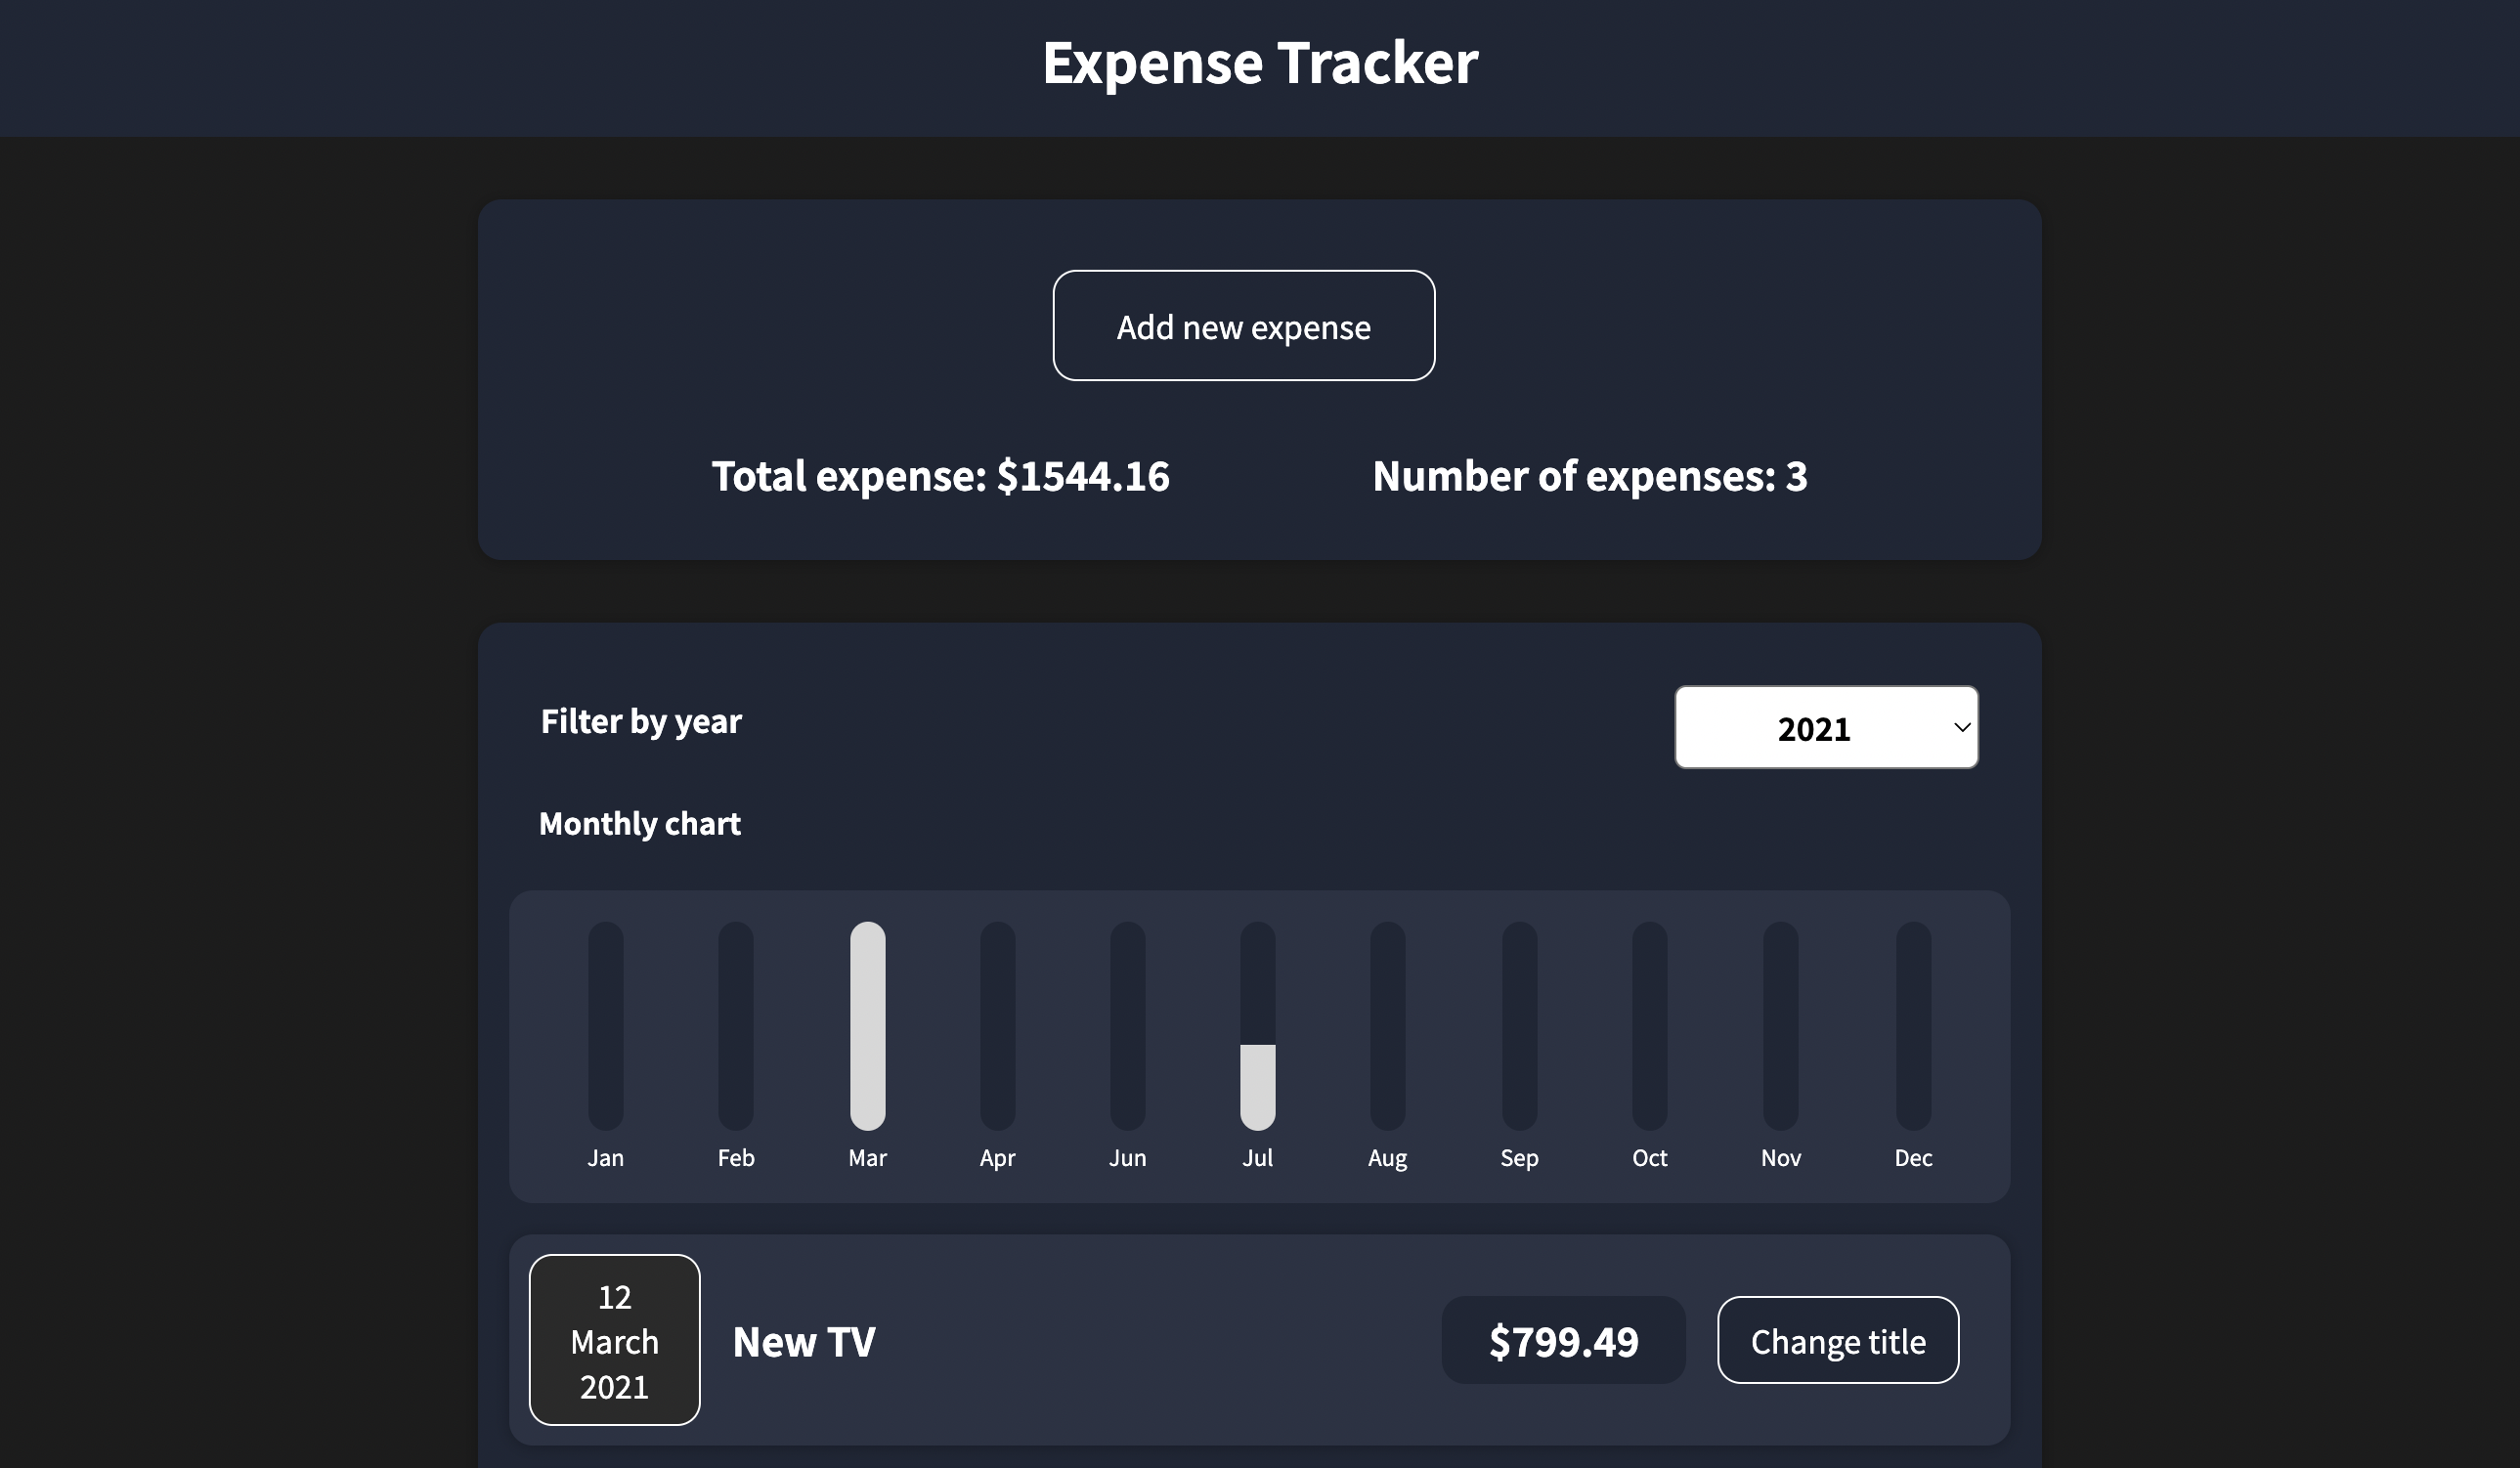 Expense Tracker
Add new expense
Total expense: $1544.16
Number of expenses: 3
Filter by year
2021
Monthly chart
Jan Feb Mar Apr Jun Jul Aug Sep Oct Nov Dec
12
March
2021
New TV
$799.49
Change title